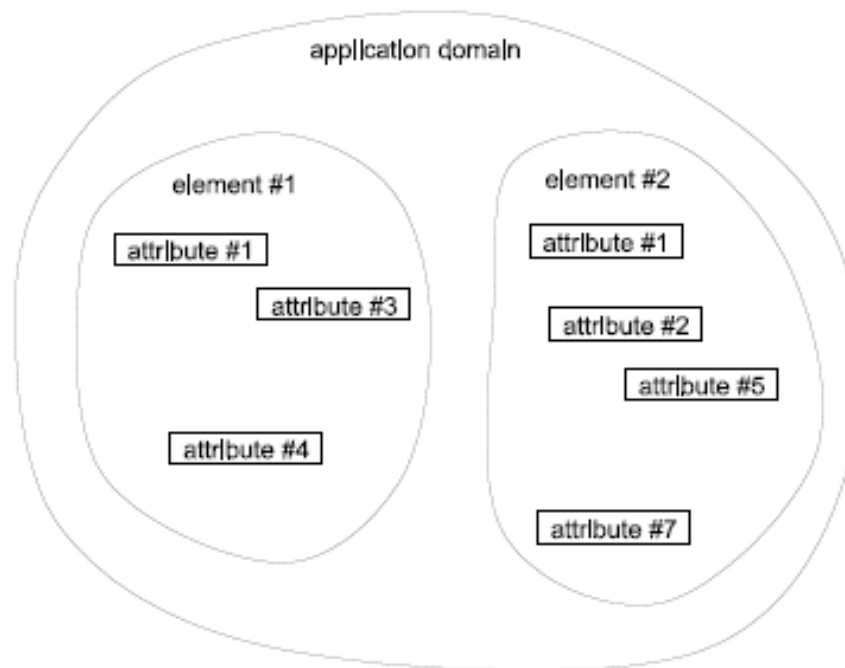 application domain
element #1
attribute #1
attribute #3
attribute #4
element #2
attribute #1
attribute #2
attribute #5
attribute #7